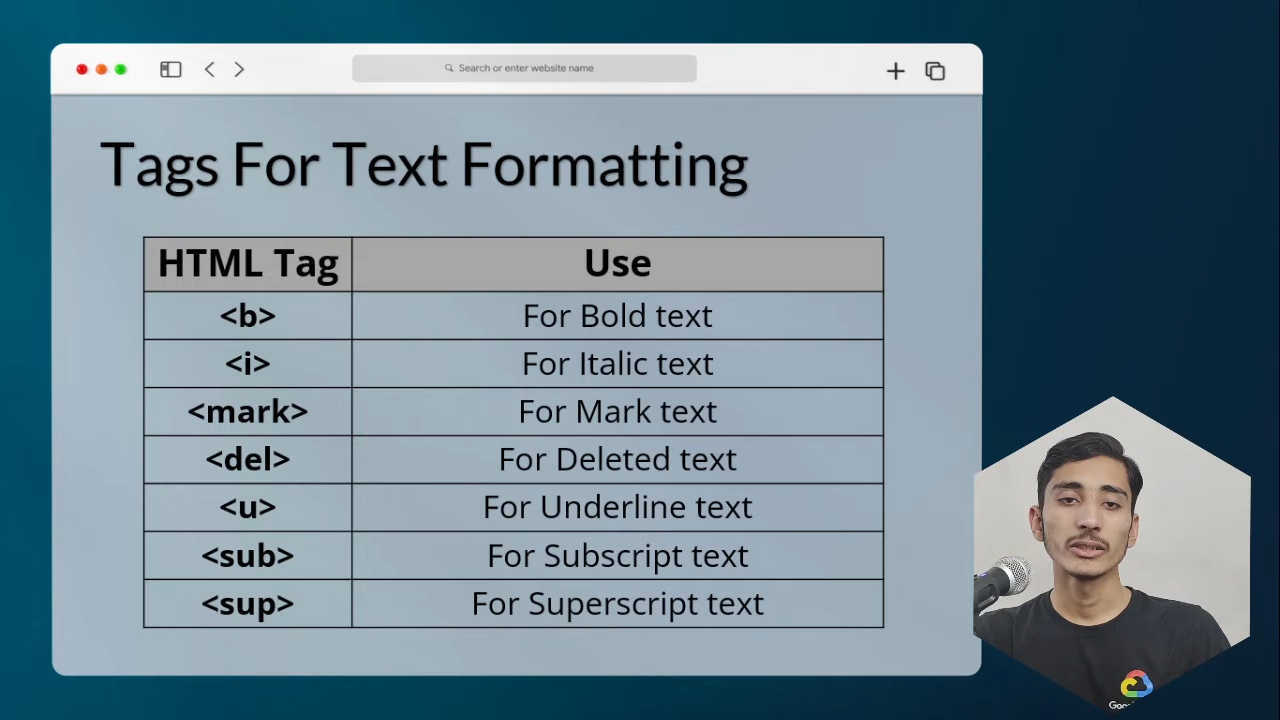 Search or enter website name
Tags For Text Formatting
HTML Tag Use
<b> For Bold text
<i> For Italic text
<mark> For Mark text
<del> For Deleted text
<u> For Underline text
<sub> For Subscript text
<sup> For Superscript text